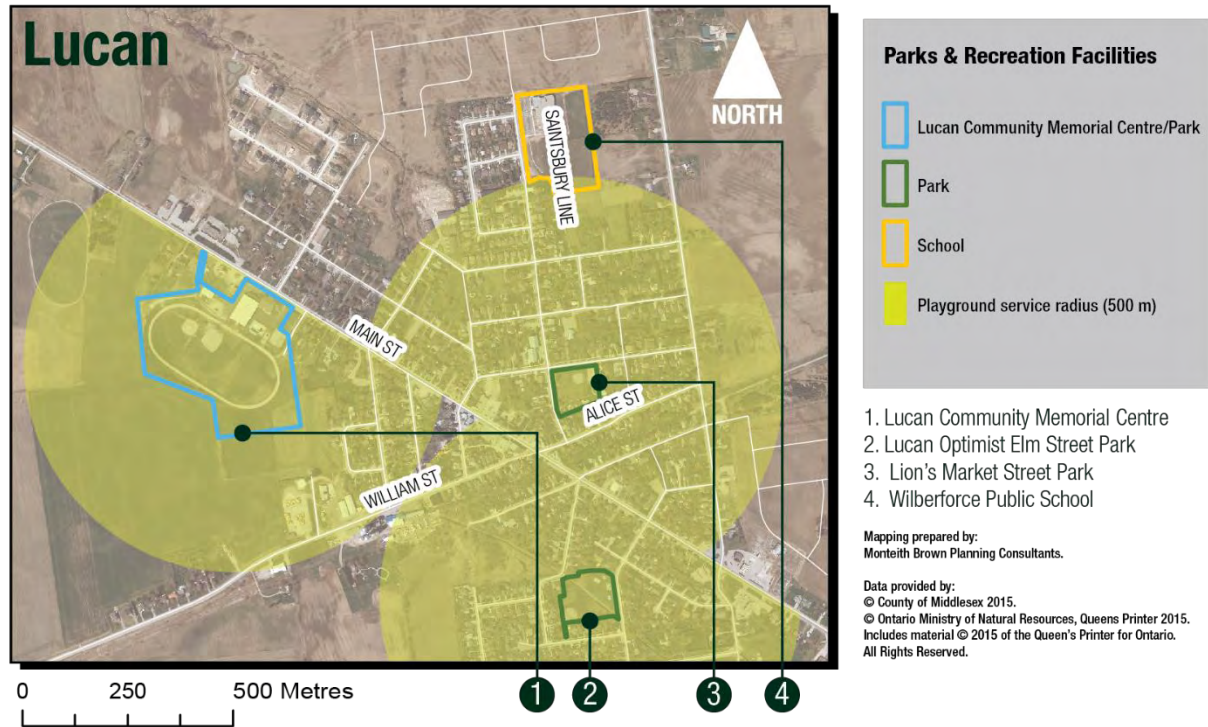 Lucan
NORTH
SAINTSBURY LINE
MAIN ST
ALICE ST
WILLIAM ST
0 250 500 Metres
1 2 3 4
Parks & Recreation Facilities
Lucan Community Memorial Centre/Park
Park
School
Playground service radius (500 m)
1. Lucan Community Memorial Centre
2. Lucan Optimist Elm Street Park
3. Lion's Market Street Park
4. Wilberforce Public School
Mapping prepared by:
Monteith Brown Planning Consultants.
Data provided by:
© County of Middlesex 2015.
© Ontario Ministry of Natural Resources, Queens Printer 2015.
Includes material © 2015 of the Queen's Printer for Ontario.
All Rights Reserved.